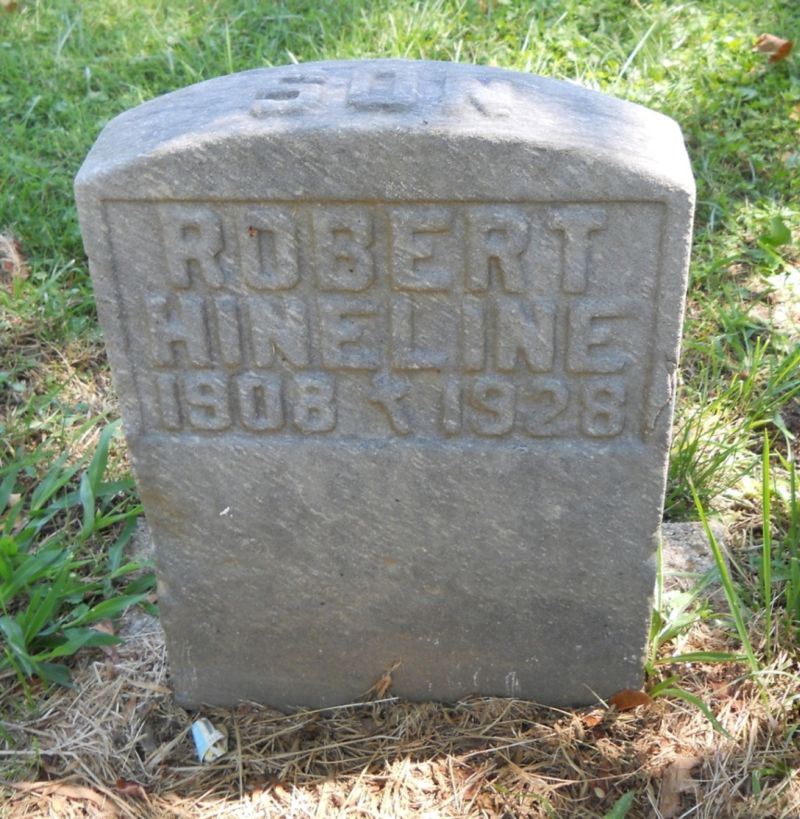 SON
ROBERT
HINELINE
1908 1928